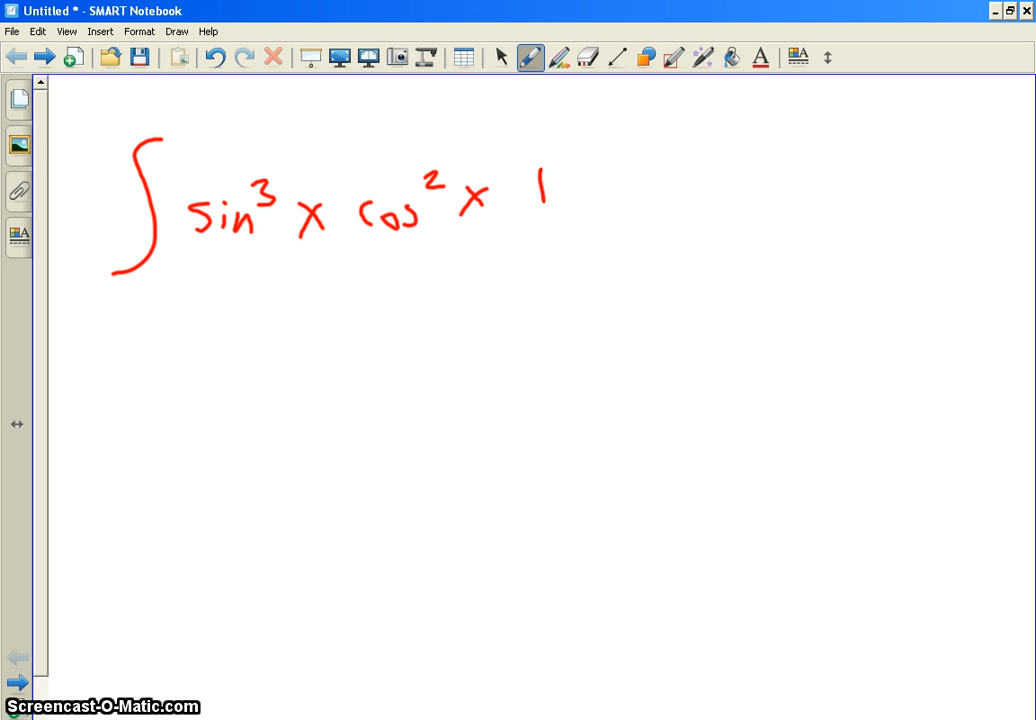 Untitled * - SMART Notebook
File Edit View Insert Format Draw Help
∫ sin³ x cos² x 1
Screencast-O-Matic.com